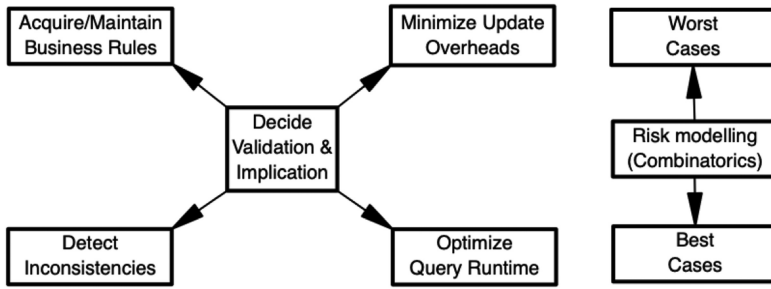 Acquire/Maintain
Business Rules
Minimize Update
Overheads
Decide
Validation &
Implication
Detect
Inconsistencies
Optimize
Query Runtime
Worst
Cases
Risk modelling
(Combinatorics)
Best
Cases